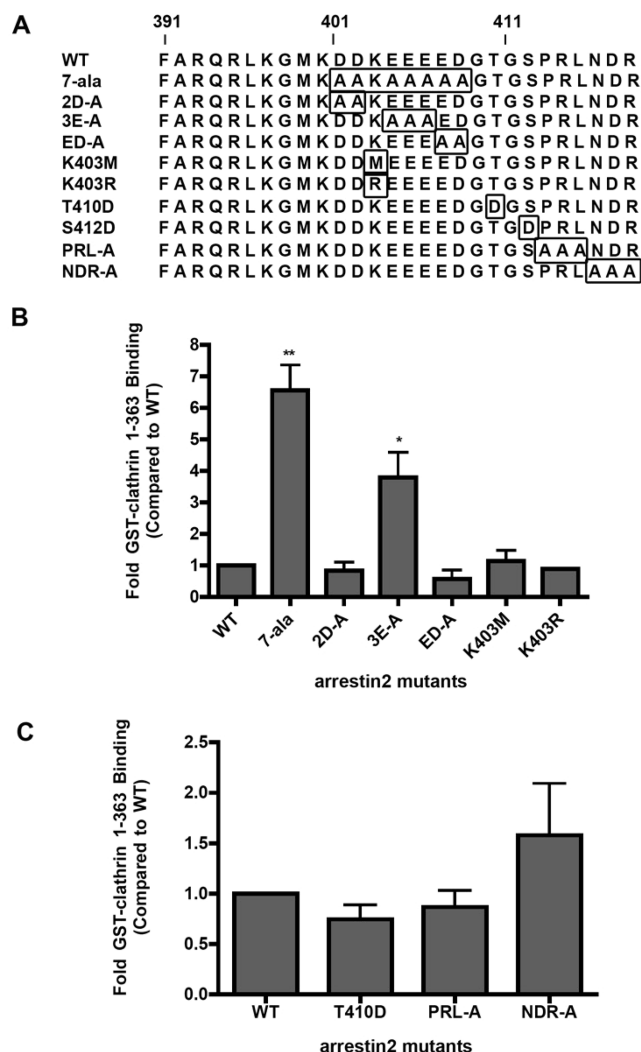 A
391 401 411
WT F A R Q R L K G M K D D K E E E E D G T G S P R L N D R
7-ala F A R Q R L K G M K A A K A A A A A G T G S P R L N D R
2D-A F A R Q R L K G M K A A K E E E E D G T G S P R L N D R
3E-A F A R Q R L K G M K D D K A A A E D G T G S P R L N D R
ED-A F A R Q R L K G M K D D K E E E A A G T G S P R L N D R
K403M F A R Q R L K G M K D D M E E E E D G T G S P R L N D R
K403R F A R Q R L K G M K D D R E E E E D G T G S P R L N D R
T410D F A R Q R L K G M K D D K E E E E D G D G S P R L N D R
S412D F A R Q R L K G M K D D K E E E E D G T G D P R L N D R
PRL-A F A R Q R L K G M K D D K E E E E D G T G S A A A N D R
NDR-A F A R Q R L K G M K D D K E E E E D G T G S P R L A A A
B
Fold GST-clathrin 1-363 Binding
(Compared to WT)
8
7
6
5
4
3
2
1
0
**
*
WT 7-ala 2D-A 3E-A ED-A K403M K403R
arrestin2 mutants
C
Fold GST-clathrin 1-363 Binding
(Compared to WT)
2.5
2.0
1.5
1.0
0.5
0.0
WT T410D PRL-A NDR-A
arrestin2 mutants